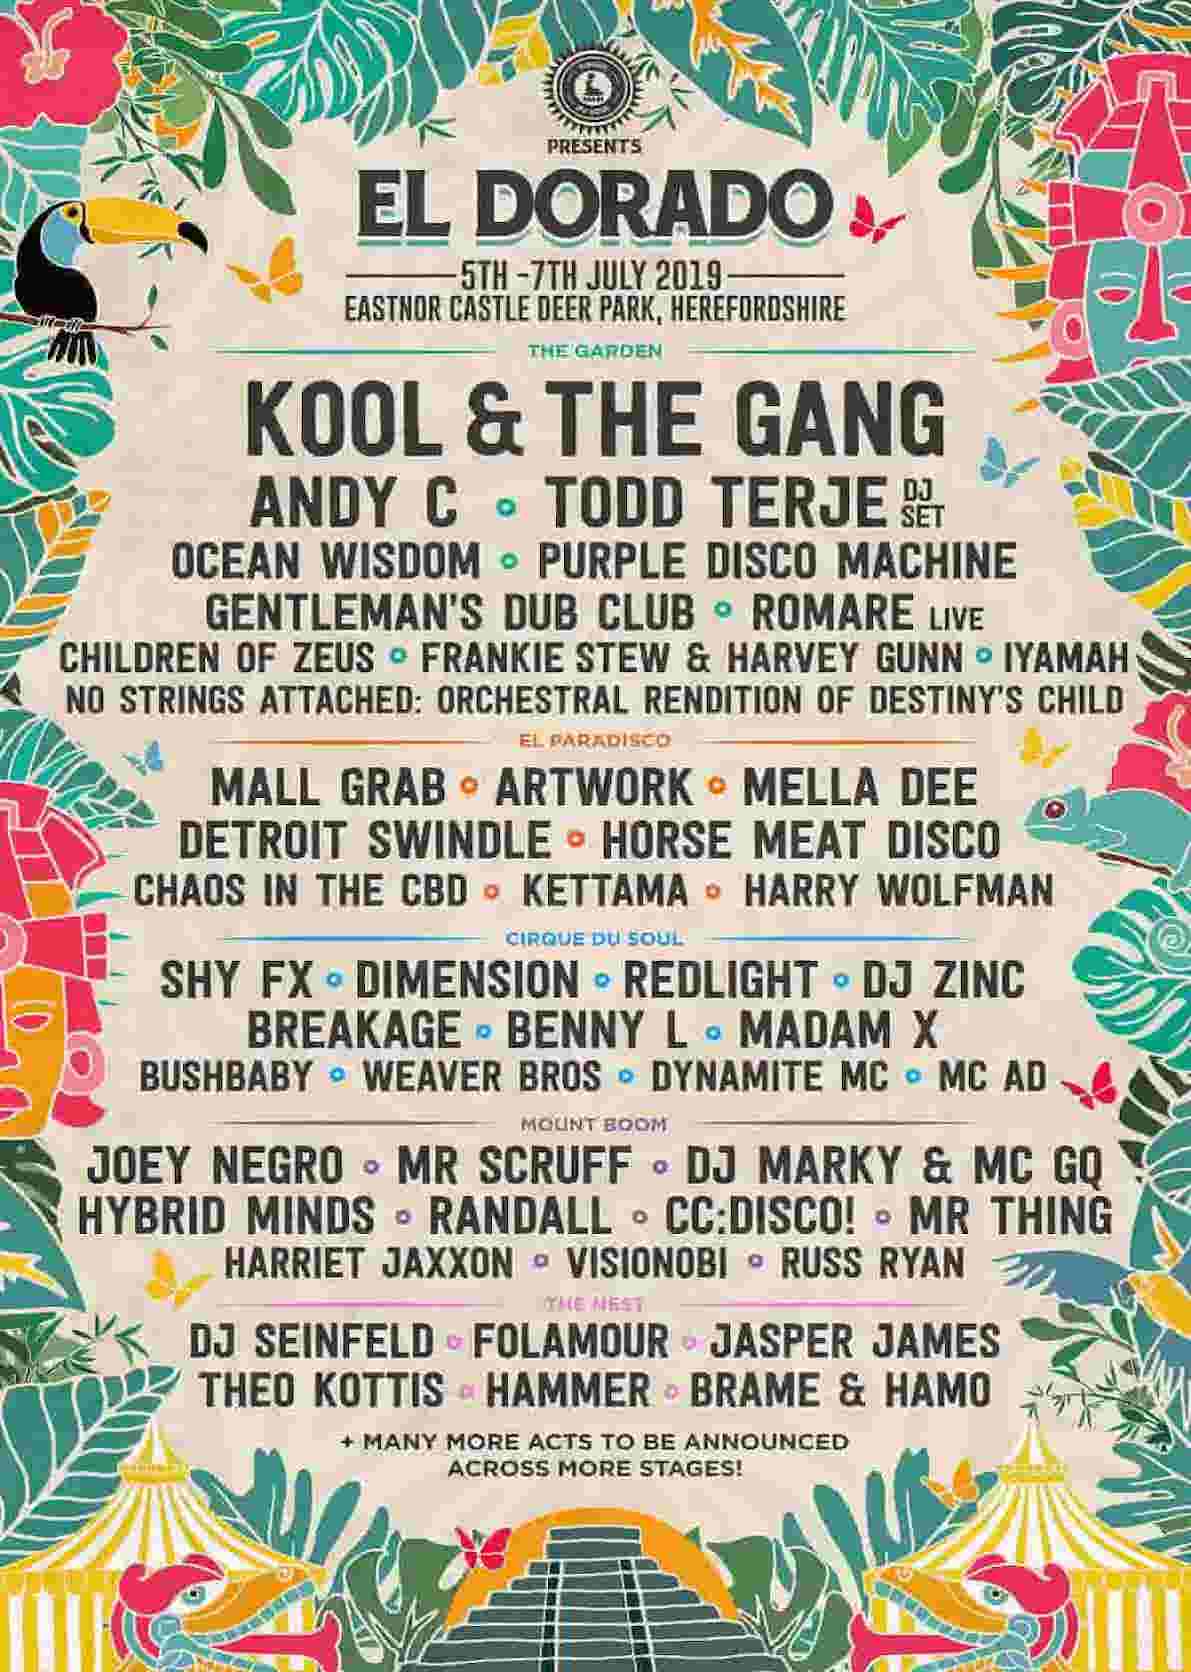 PRESENTS
EL DORADO
5TH -7TH JULY 2019
EASTNOR CASTLE DEER PARK, HEREFORDSHIRE
THE GARDEN
KOOL & THE GANG
ANDY C • TODD TERJE DJ SET
OCEAN WISDOM • PURPLE DISCO MACHINE
GENTLEMAN'S DUB CLUB • ROMARE LIVE
CHILDREN OF ZEUS • FRANKIE STEW & HARVEY GUNN • IYAMAH
NO STRINGS ATTACHED: ORCHESTRAL RENDITION OF DESTINY'S CHILD
EL PARADISCO
MALL GRAB • ARTWORK • MELLA DEE
DETROIT SWINDLE • HORSE MEAT DISCO
CHAOS IN THE CBD • KETTAMA • HARRY WOLFMAN
CIRQUE DU SOUL
SHY FX • DIMENSION • REDLIGHT • DJ ZINC
BREAKAGE • BENNY L • MADAM X
BUSHBABY • WEAVER BROS • DYNAMITE MC • MC AD
MOUNT BOOM
JOEY NEGRO • MR SCRUFF • DJ MARKY & MC GQ
HYBRID MINDS • RANDALL • CC:DISCO! • MR THING
HARRIET JAXXON • VISIONOBI • RUSS RYAN
THE NEST
DJ SEINFELD • FOLAMOUR • JASPER JAMES
THEO KOTTIS • HAMMER • BRAME & HAMO
+ MANY MORE ACTS TO BE ANNOUNCED
ACROSS MORE STAGES!